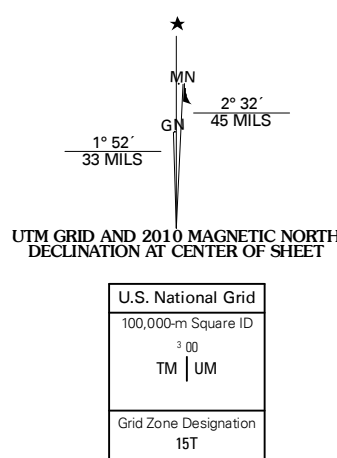 MN
GN
2° 32´
45 MILS
1° 52´
33 MILS
UTM GRID AND 2010 MAGNETIC NORTH
DECLINATION AT CENTER OF SHEET
U.S. National Grid
100,000-m Square ID
3 00
TM UM
Grid Zone Designation
15T